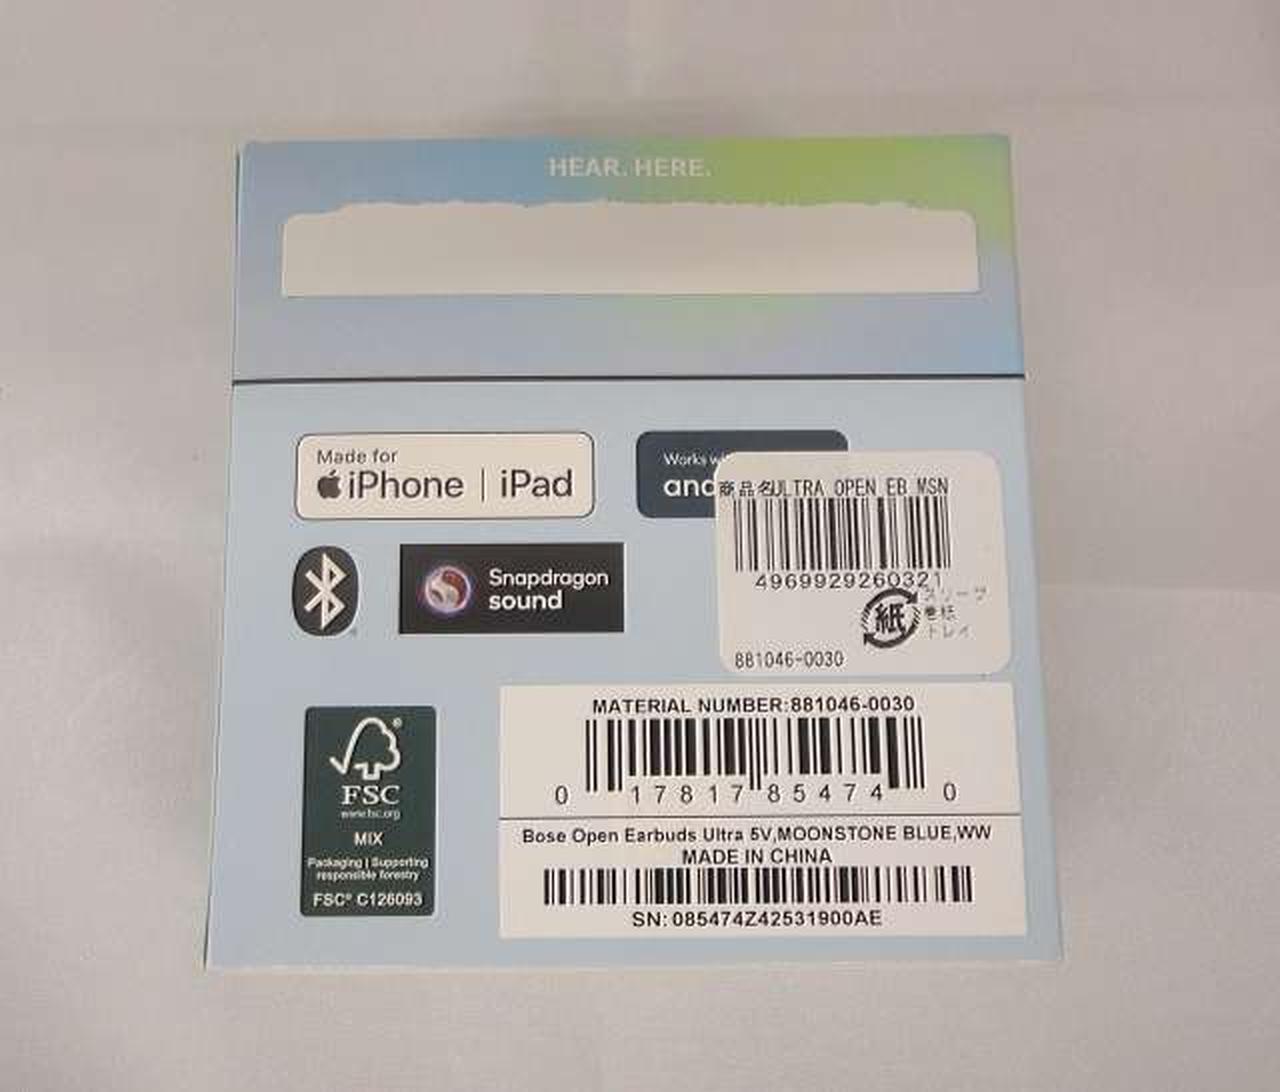 HEAR. HERE.
Made for
iPhone | iPad
Works
and
商品名ULTRA OPEN EB MSN
4969929260321
紙
スリーブ
巻紙
トレイ
881046-0030
Snapdragon
sound
MATERIAL NUMBER:881046-0030
0 17817 85474 0
Bose Open Earbuds Ultra 5V,MOONSTONE BLUE,WW
MADE IN CHINA
SN: 085474Z42531900AE
FSC
www.fsc.org
MIX
Packaging | Supporting
responsible forestry
FSC® C126093